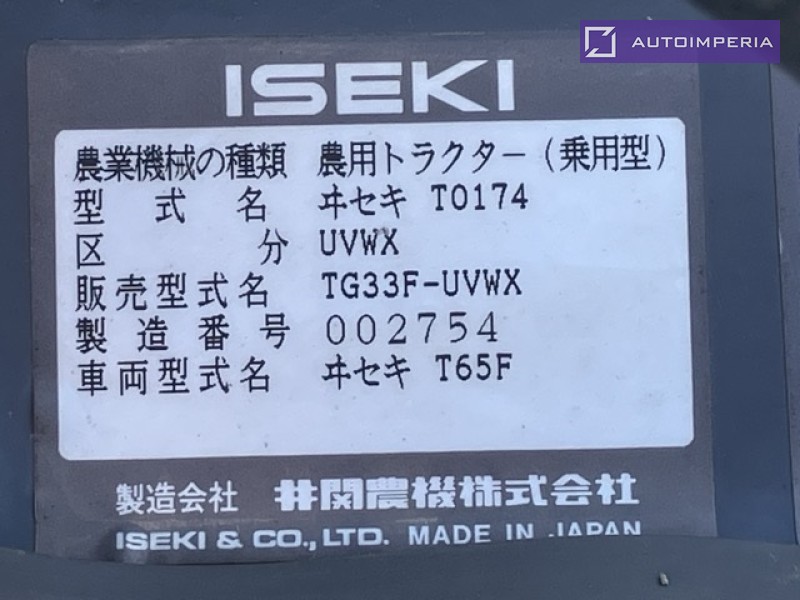 AUTOIMPERIA
ISEKI
農業機械の種類 農用トラクター(乗用型)
型式名 ヰセキ T0174
区分 UVWX
販売型式名 TG33F-UVWX
製造番号 002754
車両型式名 ヰセキ T65F
製造会社 井関農機株式会社
ISEKI & CO.,LTD. MADE IN JAPAN